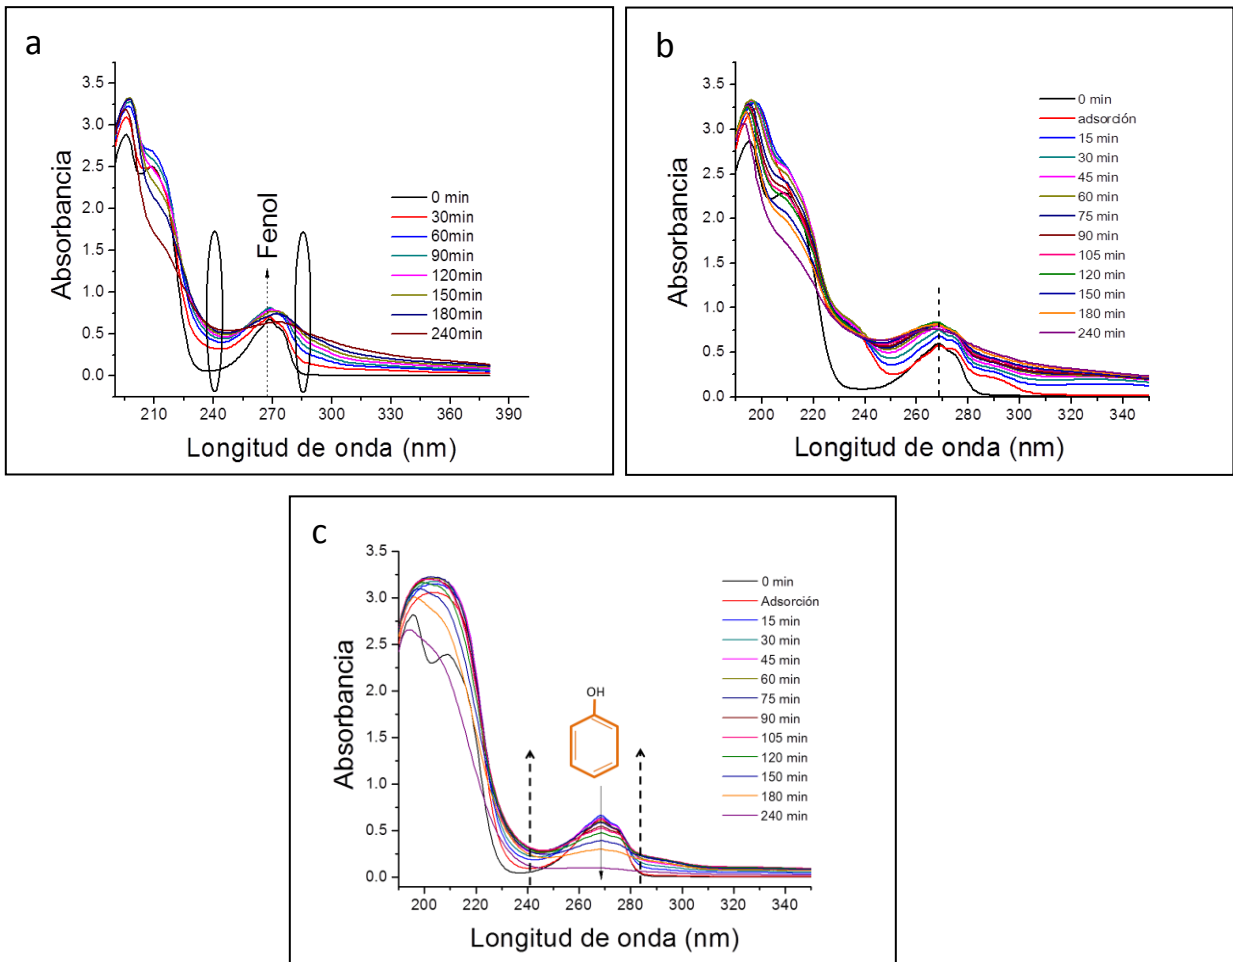 a
Absorbancia
3.5
3.0
2.5
2.0
1.5
1.0
0.5
0.0
Fenol
0 min
30min
60min
90min
120min
150min
180min
240min
210 240 270 300 330 360 390
Longitud de onda (nm)
b
Absorbancia
3.5
3.0
2.5
2.0
1.5
1.0
0.5
0.0
0 min
adsorción
15 min
30 min
45 min
60 min
75 min
90 min
105 min
120 min
150 min
180 min
240 min
200 220 240 260 280 300 320 340
Longitud de onda (nm)
c
Absorbancia
3.5
3.0
2.5
2.0
1.5
1.0
0.5
0.0
OH
0 min
Adsorción
15 min
30 min
45 min
60 min
75 min
90 min
105 min
120 min
150 min
180 min
240 min
200 220 240 260 280 300 320 340
Longitud de onda (nm)